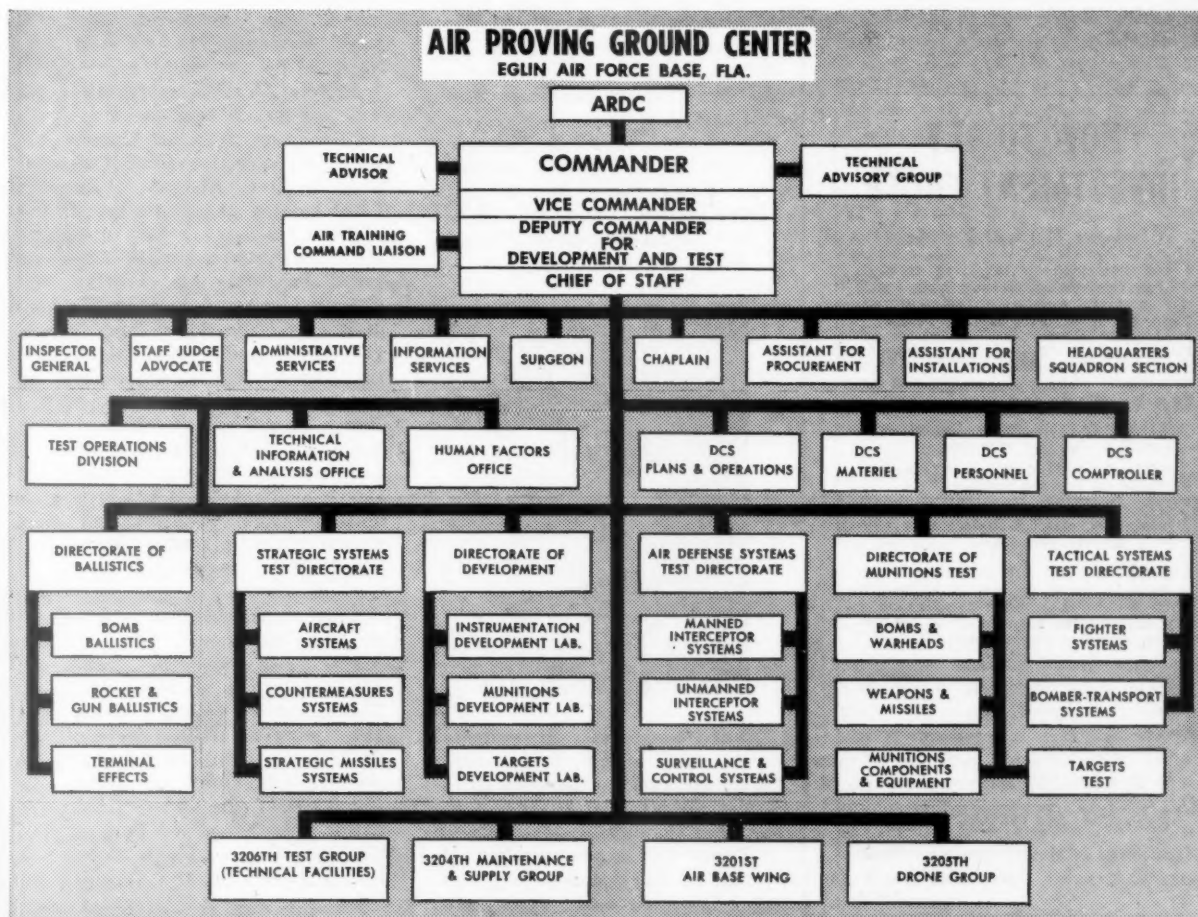 AIR PROVING GROUND CENTER
EGLIN AIR FORCE BASE, FLA.
ARDC
TECHNICAL
ADVISOR
COMMANDER
TECHNICAL
ADVISORY GROUP
VICE COMMANDER
AIR TRAINING
COMMAND LIAISON
DEPUTY COMMANDER
FOR
DEVELOPMENT AND TEST
CHIEF OF STAFF
INSPECTOR
GENERAL
STAFF JUDGE
ADVOCATE
ADMINISTRATIVE
SERVICES
INFORMATION
SERVICES
SURGEON
CHAPLAIN
ASSISTANT FOR
PROCUREMENT
ASSISTANT FOR
INSTALLATIONS
HEADQUARTERS
SQUADRON SECTION
TEST OPERATIONS
DIVISION
TECHNICAL
INFORMATION
& ANALYSIS OFFICE
HUMAN FACTORS
OFFICE
DCS
PLANS & OPERATIONS
DCS
MATERIEL
DCS
PERSONNEL
DCS
COMPTROLLER
DIRECTORATE OF
BALLISTICS
STRATEGIC SYSTEMS
TEST DIRECTORATE
DIRECTORATE OF
DEVELOPMENT
AIR DEFENSE SYSTEMS
TEST DIRECTORATE
DIRECTORATE OF
MUNITIONS TEST
TACTICAL SYSTEMS
TEST DIRECTORATE
BOMB
BALLISTICS
AIRCRAFT
SYSTEMS
INSTRUMENTATION
DEVELOPMENT LAB.
MANNED
INTERCEPTOR
SYSTEMS
BOMBS &
WARHEADS
FIGHTER
SYSTEMS
ROCKET &
GUN BALLISTICS
COUNTERMEASURES
SYSTEMS
MUNITIONS
DEVELOPMENT LAB.
UNMANNED
INTERCEPTOR
SYSTEMS
WEAPONS &
MISSILES
BOMBER-TRANSPORT
SYSTEMS
TERMINAL
EFFECTS
STRATEGIC MISSILES
SYSTEMS
TARGETS
DEVELOPMENT LAB.
SURVEILLANCE &
CONTROL SYSTEMS
MUNITIONS
COMPONENTS
& EQUIPMENT
TARGETS
TEST
3206TH TEST GROUP
(TECHNICAL FACILITIES)
3204TH MAINTENANCE
& SUPPLY GROUP
3201ST
AIR BASE WING
3205TH
DRONE GROUP